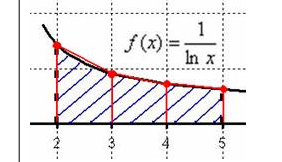 f(x) = 1/ln x
2 3 4 5